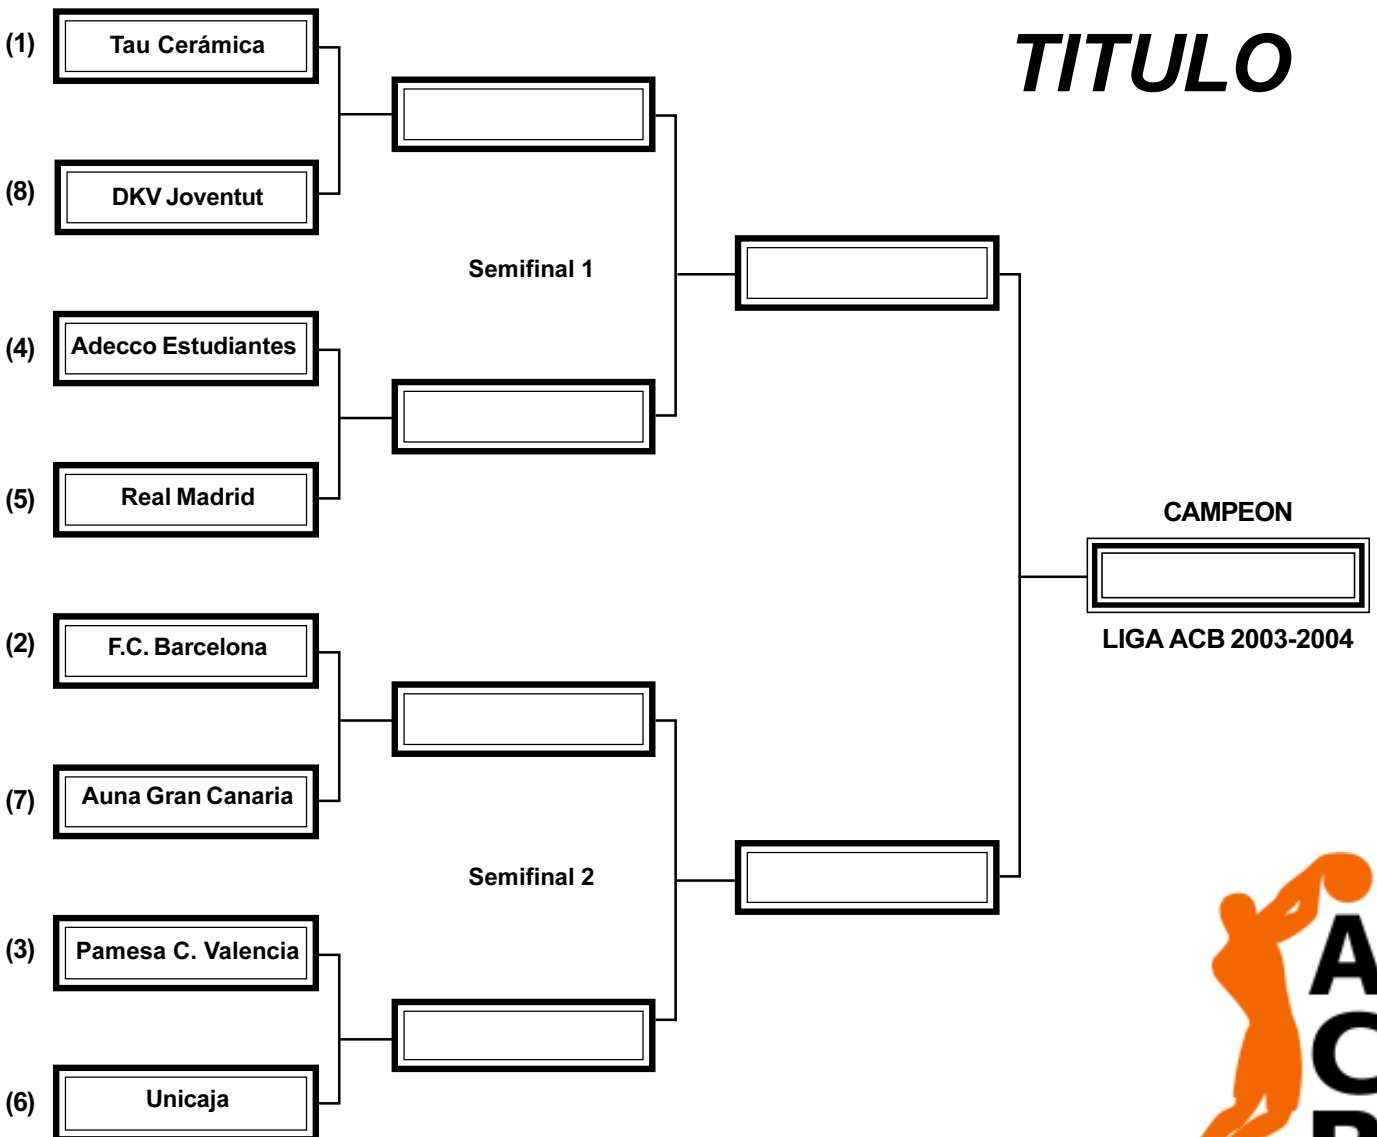 TITULO
(1) Tau Cerámica
(8) DKV Joventut
Semifinal 1
(4) Adecco Estudiantes
(5) Real Madrid
CAMPEON
LIGA ACB 2003-2004
(2) F.C. Barcelona
(7) Auna Gran Canaria
Semifinal 2
(3) Pamesa C. Valencia
(6) Unicaja
A
C
B